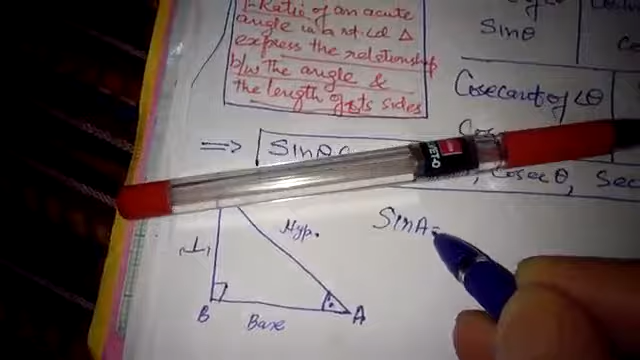 T-Ratio of an acute
angle in a rt.∠d △
express the relationship
b/w the angle &
the length of its sides
Sinθ
Cosecant of ∠θ
⇒ Sinθ
, Cosecθ, Sec
Hyp.
SinA=
⊥
B
Base
A